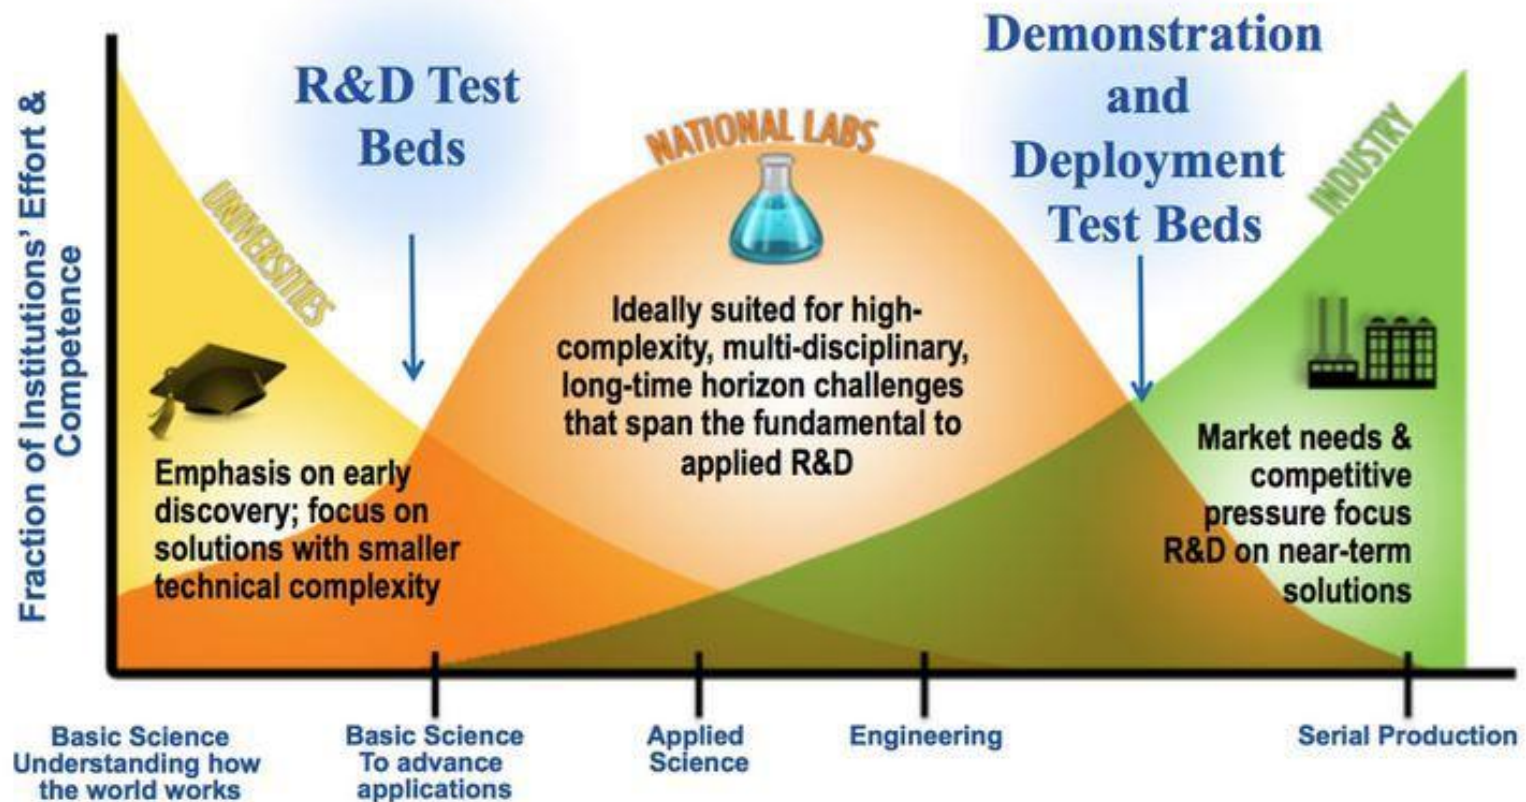 Fraction of Institutions' Effort &
Competence
R&D Test
Beds
Demonstration
and
Deployment
Test Beds
UNIVERSITIES
NATIONAL LABS
INDUSTRY
Emphasis on early
discovery; focus on
solutions with smaller
technical complexity
Ideally suited for high-
complexity, multi-disciplinary,
long-time horizon challenges
that span the fundamental to
applied R&D
Market needs &
competitive
pressure focus
R&D on near-term
solutions
Basic Science
Understanding how
the world works
Basic Science
To advance
applications
Applied
Science
Engineering
Serial Production